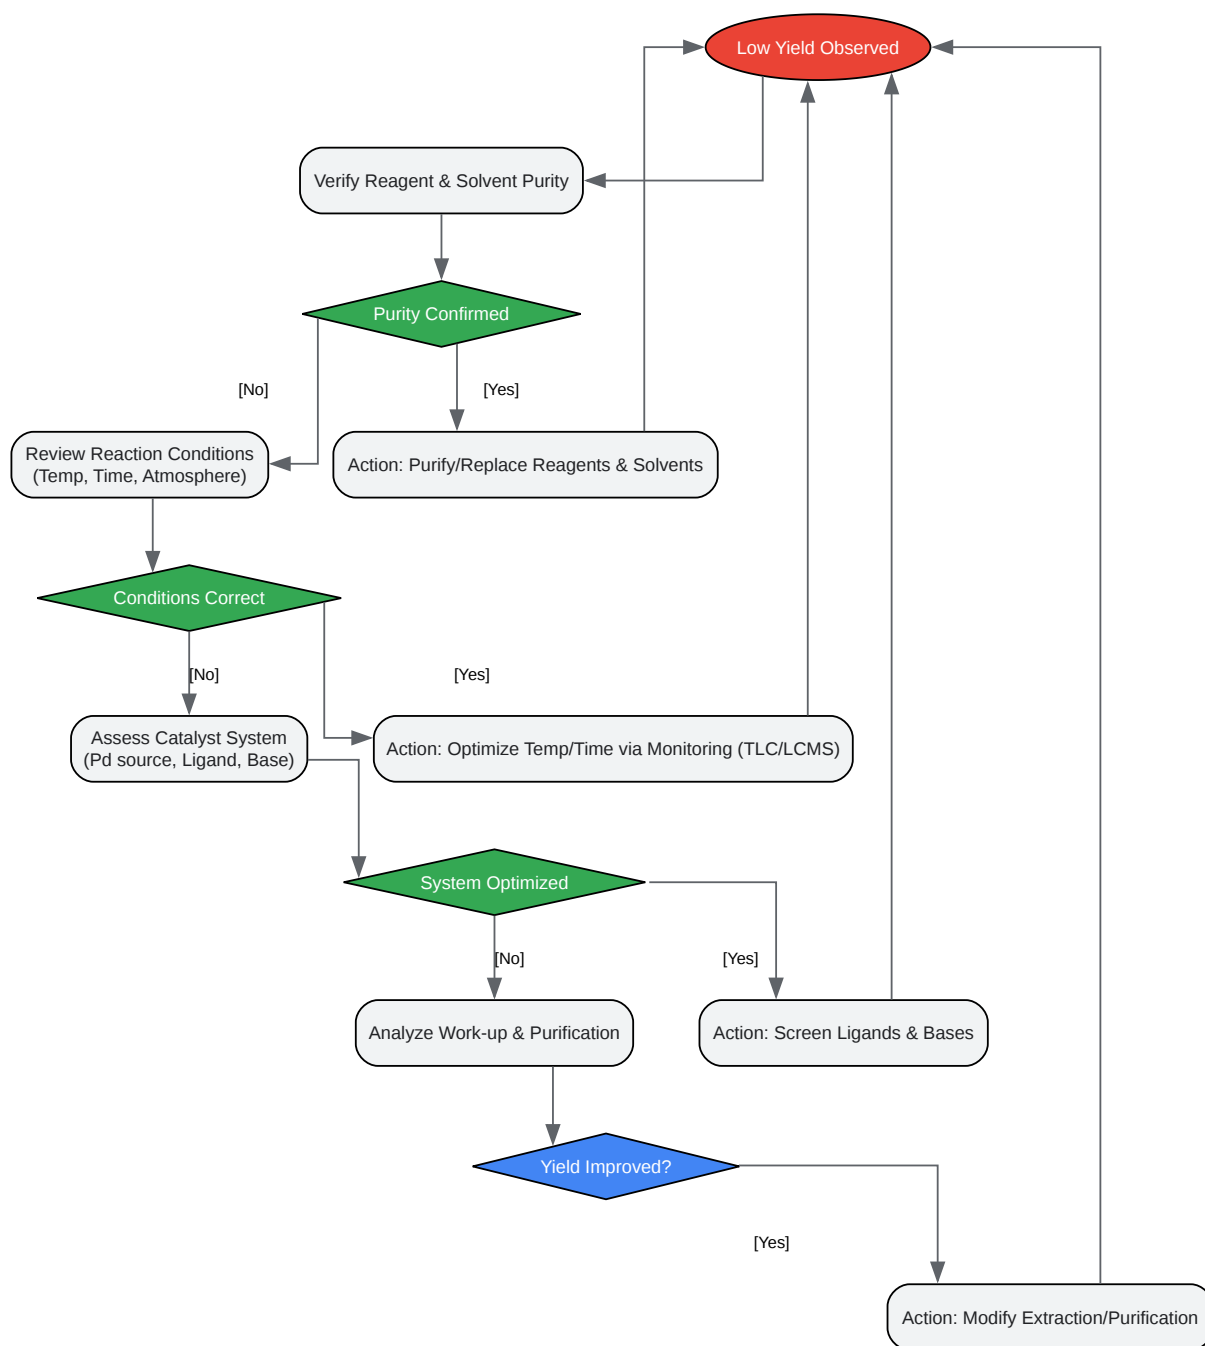 Low Yield Observed
Verify Reagent & Solvent Purity
Purity Confirmed
[No]
[Yes]
Review Reaction Conditions
(Temp, Time, Atmosphere)
Action: Purify/Replace Reagents & Solvents
Conditions Correct
[No]
[Yes]
Assess Catalyst System
(Pd source, Ligand, Base)
Action: Optimize Temp/Time via Monitoring (TLC/LCMS)
System Optimized
[No]
[Yes]
Analyze Work-up & Purification
Action: Screen Ligands & Bases
Yield Improved?
[Yes]
Action: Modify Extraction/Purification